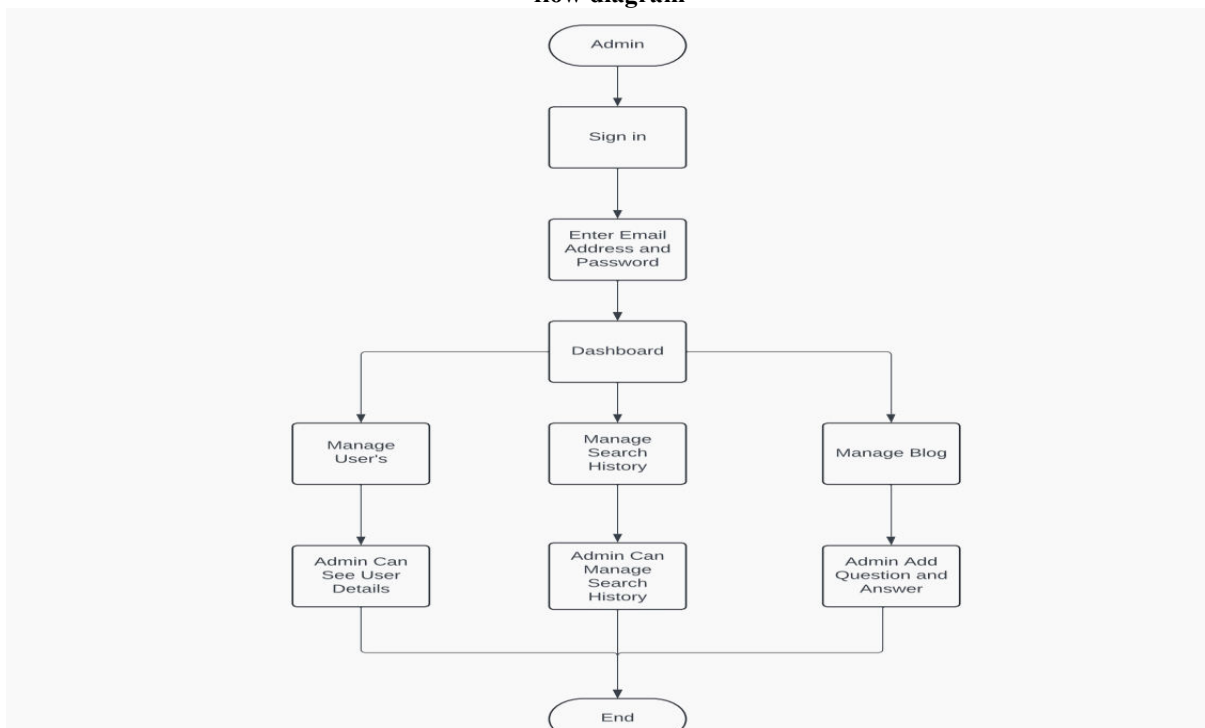 flow diagram
Admin
Sign in
Enter Email
Address and
Password
Dashboard
Manage
User's
Manage
Search
History
Manage Blog
Admin Can
See User
Details
Admin Can
Manage
Search
History
Admin Add
Question and
Answer
End